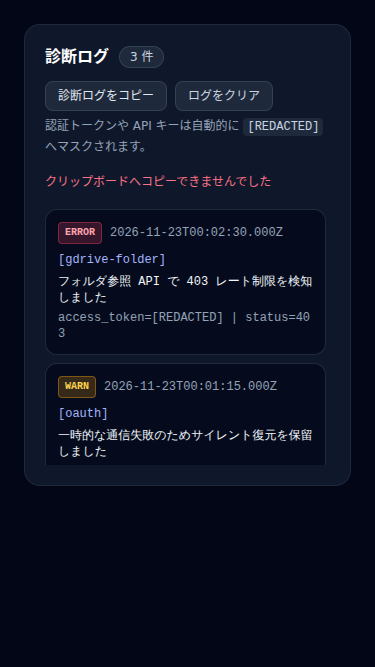 診断ログ 3 件
診断ログをコピー ログをクリア
認証トークンや API キーは自動的に [REDACTED]
へマスクされます。
クリップボードへコピーできませんでした
ERROR 2026-11-23T00:02:30.000Z
[gdrive-folder]
フォルダ参照 API で 403 レート制限を検知
しました
access_token=[REDACTED] | status=40
3
WARN 2026-11-23T00:01:15.000Z
[oauth]
一時的な通信失敗のためサイレント復元を保留
しました